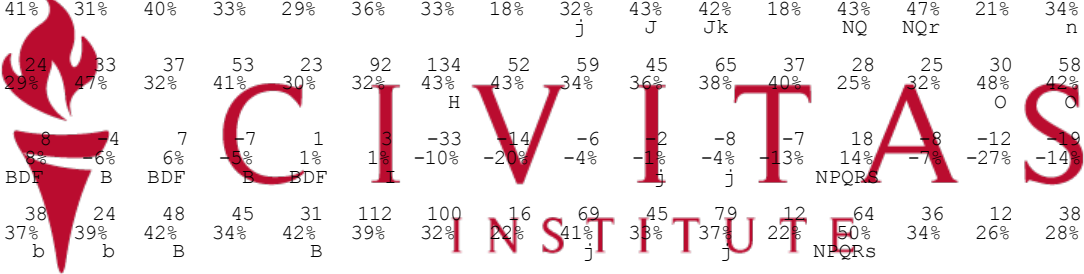 41% 31% 40% 33% 29% 36% 33% 18% 32% 43% 42% 18% 43% 47% 21% 34%
j J Jk NQ NQr n
24 33 37 53 23 92 134 52 59 45 65 37 28 25 30 58
29% 47% 32% 41% 30% 32% 43% 43% 34% 36% 38% 40% 25% 32% 48% 42%
H O O
CIVITAS
8 -4 7 -7 1 3 -33 -14 -6 -2 -8 -7 18 -8 -12 -19
8% -6% 6% -5% 1% 1% -10% -20% -4% -1% -4% -13% 14% -7% -27% -14%
BDF B BDF B BDF I j j NPQRS
38 24 48 45 31 112 100 16 69 45 79 12 64 36 12 38
INSTITUTE
37% 39% 42% 34% 42% 39% 32% 22% 41% 33% 37% 22% 50% 34% 26% 28%
b b B B j j NPQRs